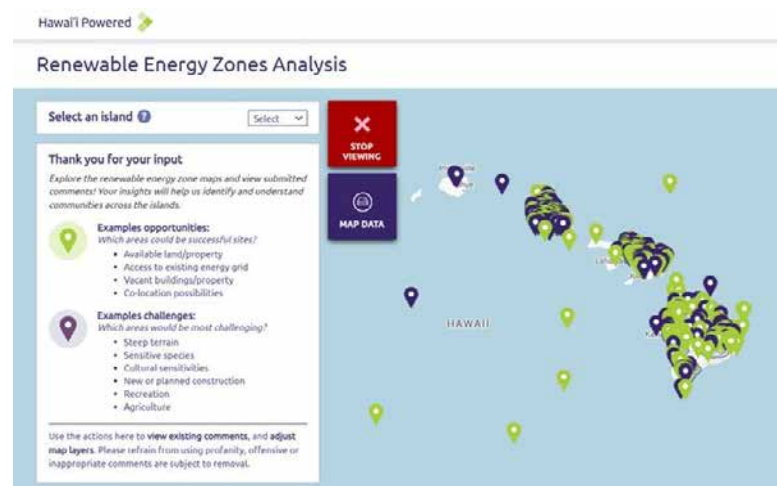 Hawai‘i Powered
Renewable Energy Zones Analysis
Select an island ?
Select
Thank you for your input
Explore the renewable energy zone maps and view submitted
comments! Your insights will help us identify and understand
communities across the islands.
Examples opportunities:
Which areas could be successful sites?
• Available land/property
• Access to existing energy grid
• Vacant buildings/property
• Co-location possibilities
Examples challenges:
Which areas would be most challenging?
• Steep terrain
• Sensitive species
• Cultural sensitivities
• New or planned construction
• Recreation
• Agriculture
Use the actions here to view existing comments, and adjust
map layers. Please refrain from using profanity, offensive or
inappropriate comments are subject to removal.
STOP
VIEWING
MAP DATA
HAWAII